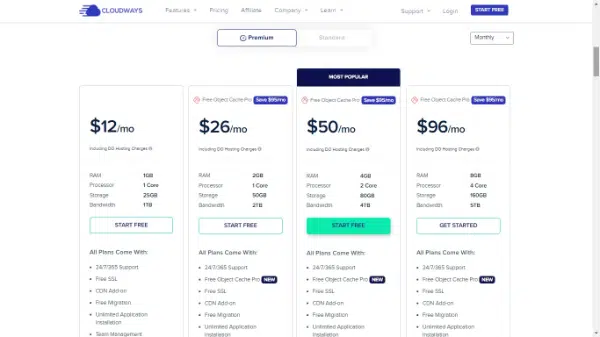 CLOUDWAYS Features Pricing Affiliate Company Learn Support Login START FREE
Premium Standard Monthly
MOST POPULAR
Free Object Cache Pro Save $95/mo
Free Object Cache Pro Save $95/mo
Free Object Cache Pro Save $95/mo
$12/mo $26/mo $50/mo $96/mo
Including DO Hosting Charges Including DO Hosting Charges Including DO Hosting Charges Including DO Hosting Charges
RAM 1GB RAM 2GB RAM 4GB RAM 8GB
Processor 1 Core Processor 1 Core Processor 2 Core Processor 4 Core
Storage 25GB Storage 50GB Storage 80GB Storage 160GB
Bandwidth 1TB Bandwidth 2TB Bandwidth 4TB Bandwidth 5TB
START FREE START FREE START FREE GET STARTED
All Plans Come With: All Plans Come With: All Plans Come With: All Plans Come With:
• 24/7/365 Support • 24/7/365 Support • 24/7/365 Support • 24/7/365 Support
• Free SSL • Free Object Cache Pro NEW • Free Object Cache Pro NEW • Free Object Cache Pro NEW
• CDN Add-on • Free SSL • Free SSL • Free SSL
• Free Migration • CDN Add-on • CDN Add-on • CDN Add-on
• Unlimited Application • Free Migration • Free Migration • Free Migration
Installation • Unlimited Application • Unlimited Application • Unlimited Application
• Team Management Installation Installation Installation